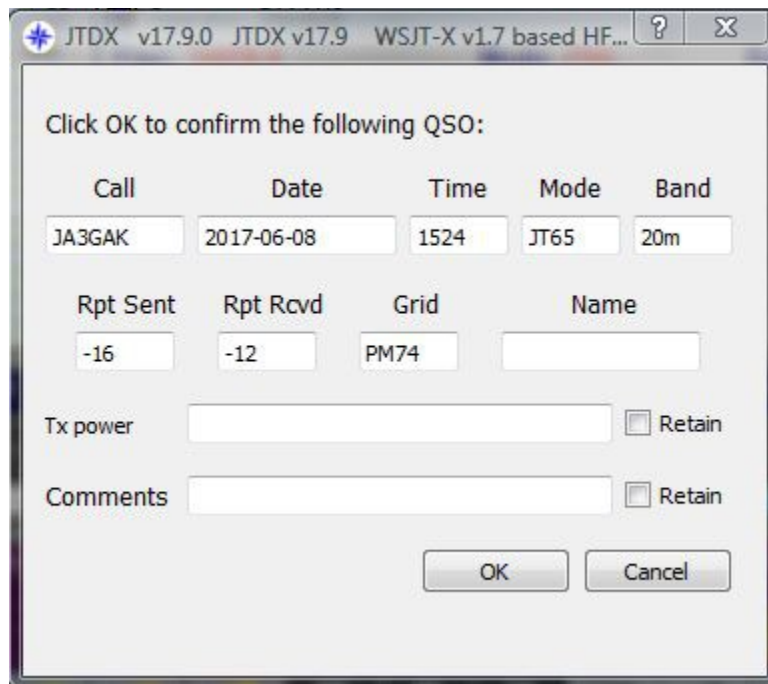 JTDX v17.9.0 JTDX v17.9 WSJT-X v1.7 based HF...
Click OK to confirm the following QSO:
Call Date Time Mode Band
JA3GAK 2017-06-08 1524 JT65 20m
Rpt Sent Rpt Rcvd Grid Name
-16 -12 PM74
Tx power Retain
Comments Retain
OK Cancel